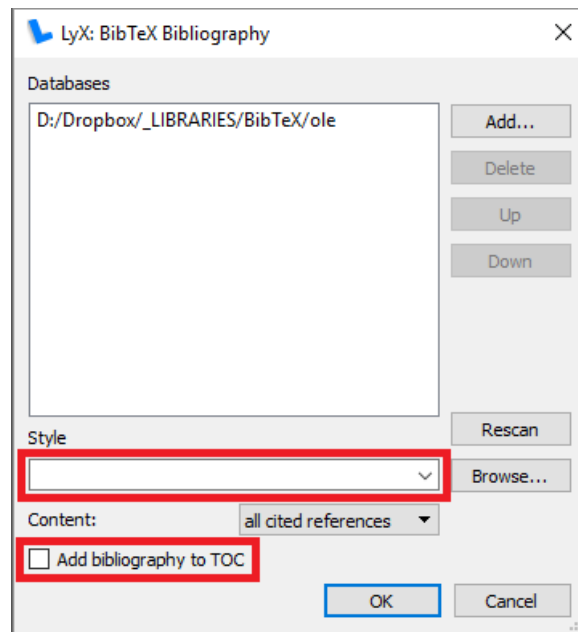 LyX: BibTeX Bibliography
Databases
D:/Dropbox/_LIBRARIES/BibTeX/ole
Add...
Delete
Up
Down
Rescan
Style
Browse...
Content:
all cited references
Add bibliography to TOC
OK
Cancel